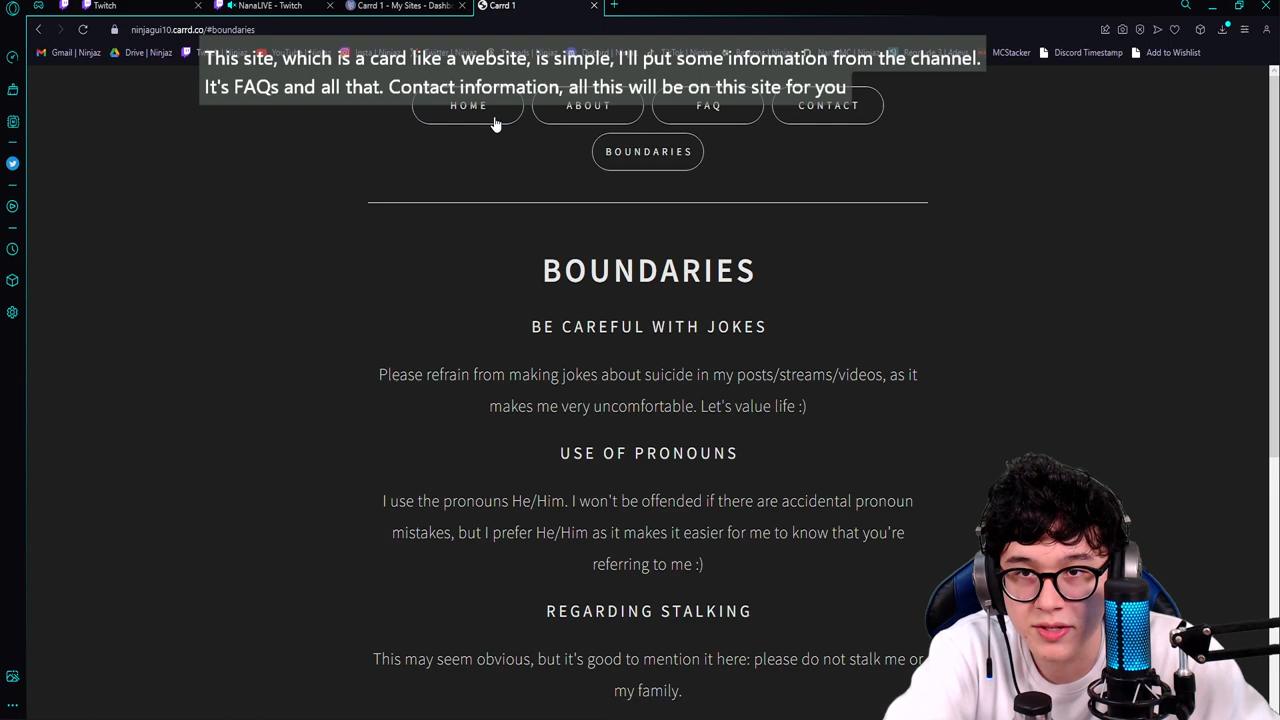 Twitch
NanaLIVE - Twitch
Carrd 1 - My Sites - Dashb
Carrd 1
ninjagui10.carrd.co/#boundaries
Gmail | Ninjaz
Drive | Ninjaz
MCStacker
Discord Timestamp
Add to Wishlist
This site, which is a card like a website, is simple, I'll put some information from the channel.
It's FAQs and all that. Contact information, all this will be on this site for you
HOME
ABOUT
FAQ
CONTACT
BOUNDARIES
BOUNDARIES
BE CAREFUL WITH JOKES
Please refrain from making jokes about suicide in my posts/streams/videos, as it
makes me very uncomfortable. Let's value life :)
USE OF PRONOUNS
I use the pronouns He/Him. I won't be offended if there are accidental pronoun
mistakes, but I prefer He/Him as it makes it easier for me to know that you're
referring to me :)
REGARDING STALKING
This may seem obvious, but it's good to mention it here: please do not stalk me or
my family.